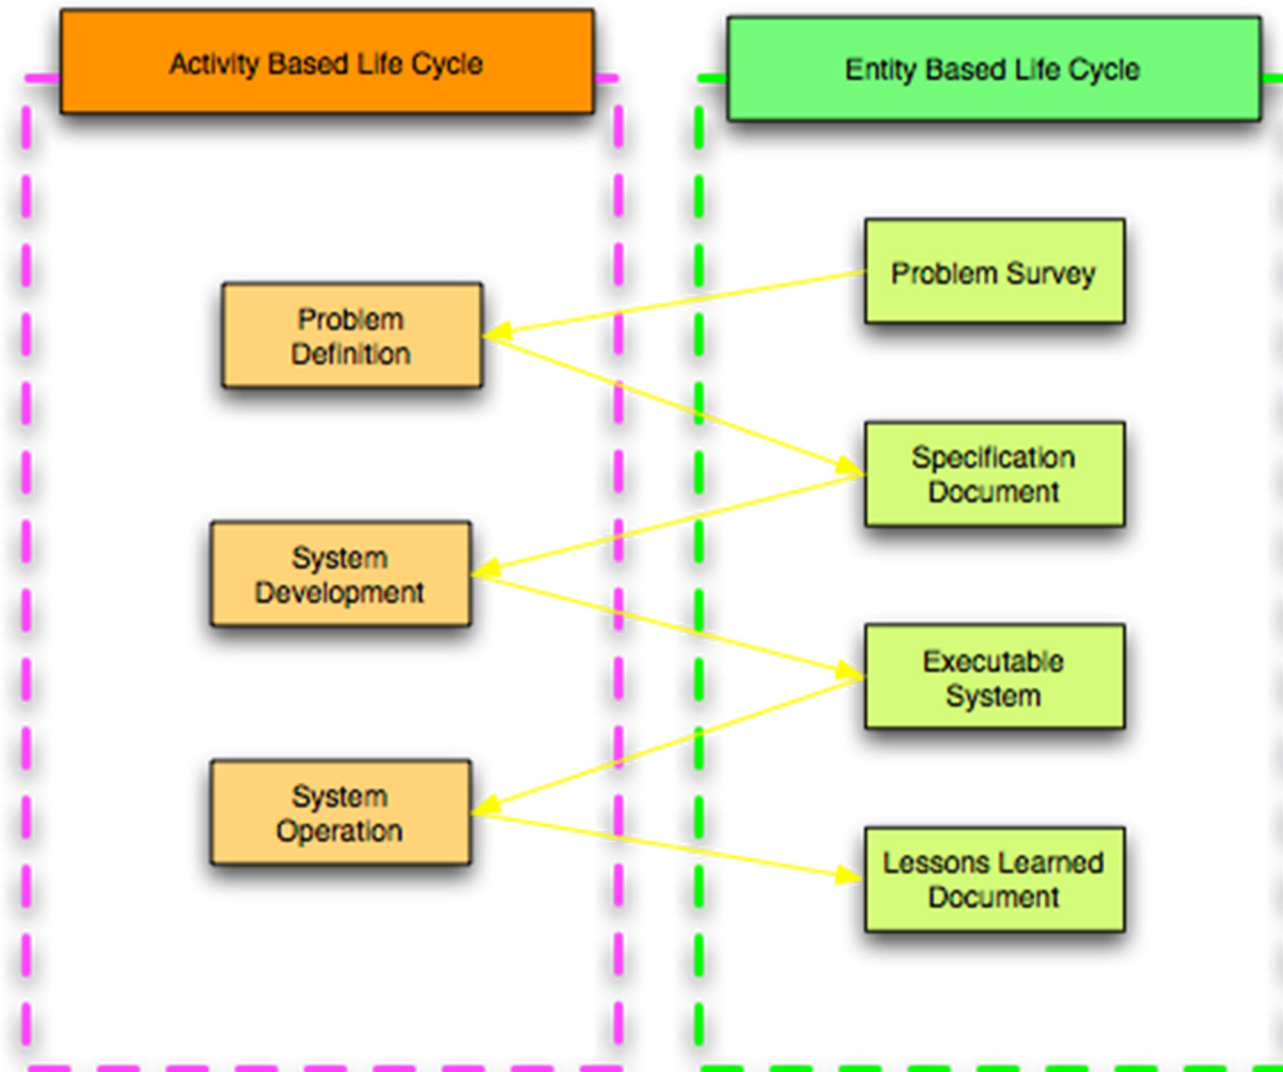 Activity Based Life Cycle
Entity Based Life Cycle
Problem Survey
Problem
Definition
Specification
Document
System
Development
Executable
System
System
Operation
Lessons Learned
Document